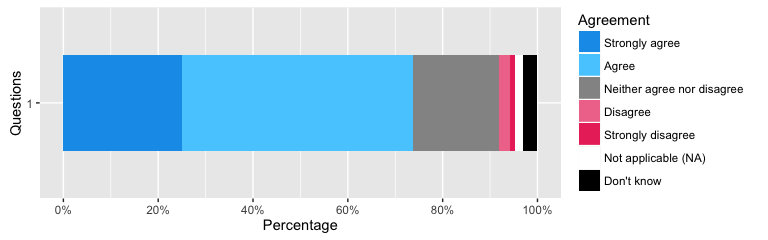 Agreement
Strongly agree
Agree
Neither agree nor disagree
Disagree
Strongly disagree
Not applicable (NA)
Don't know
Questions
1
0% 20% 40% 60% 80% 100%
Percentage